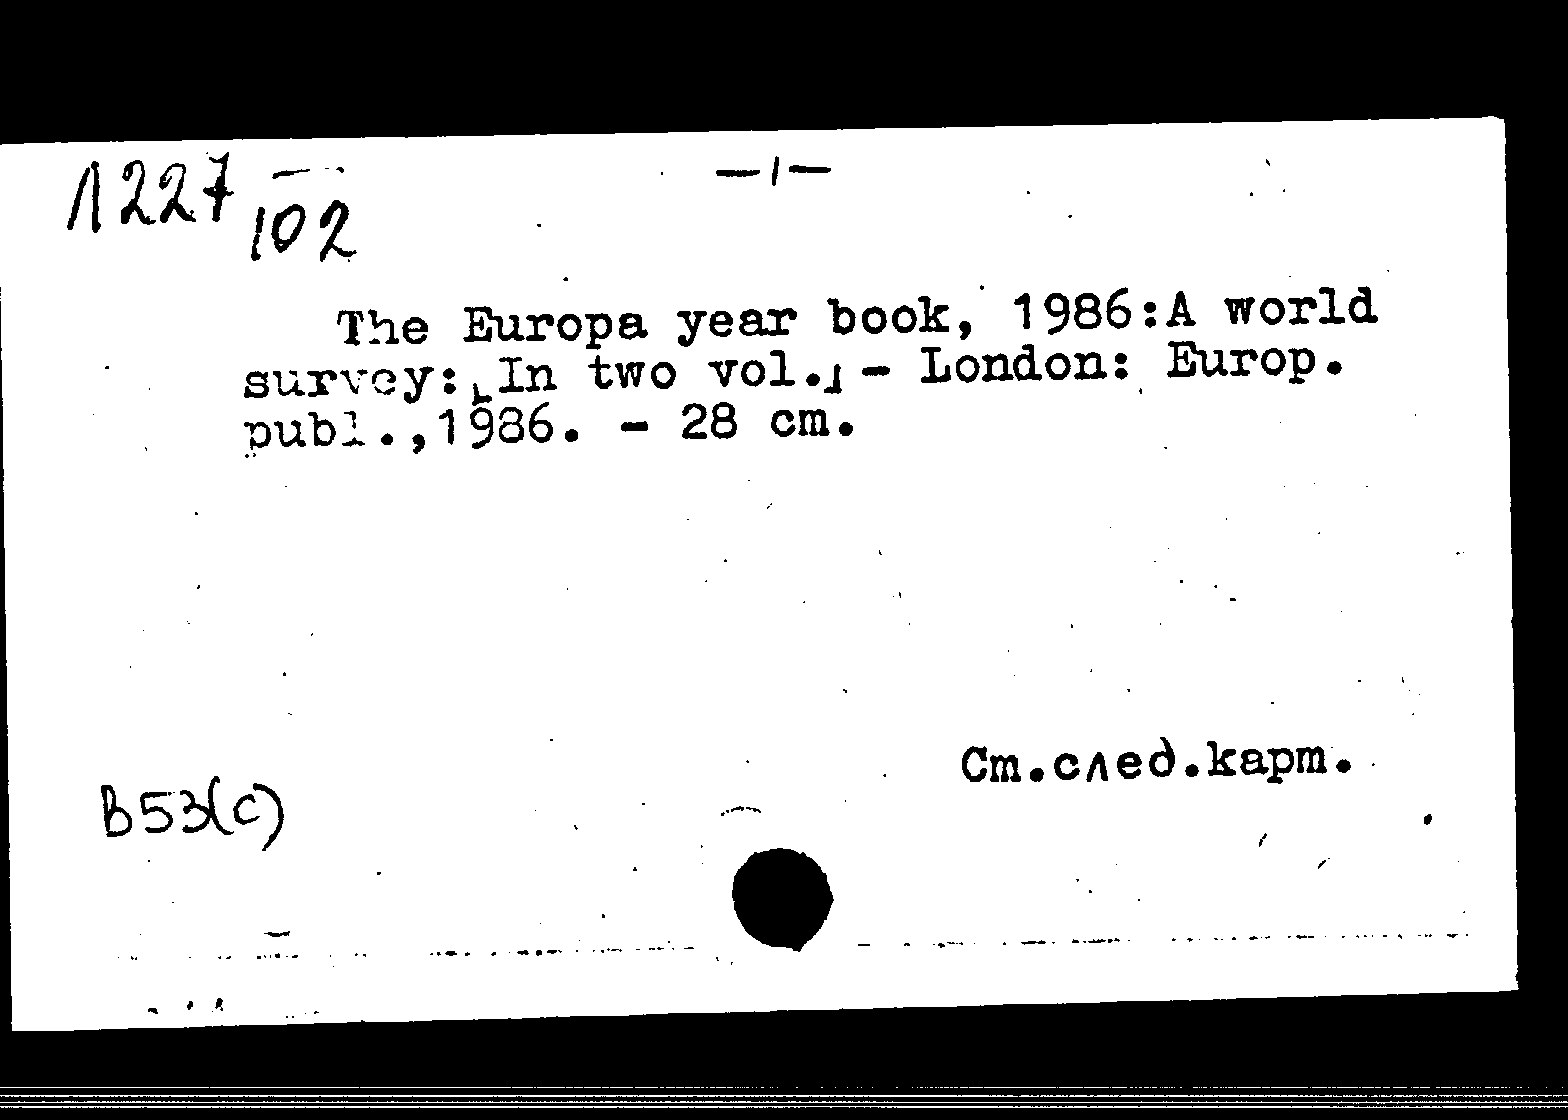 Л227
102
— 1 —
The Europa year book, 1986:A world
survey:[In two vol.] - London: Europ.
publ.,1986. - 28 cm.
См.след.карт.
В53(с)